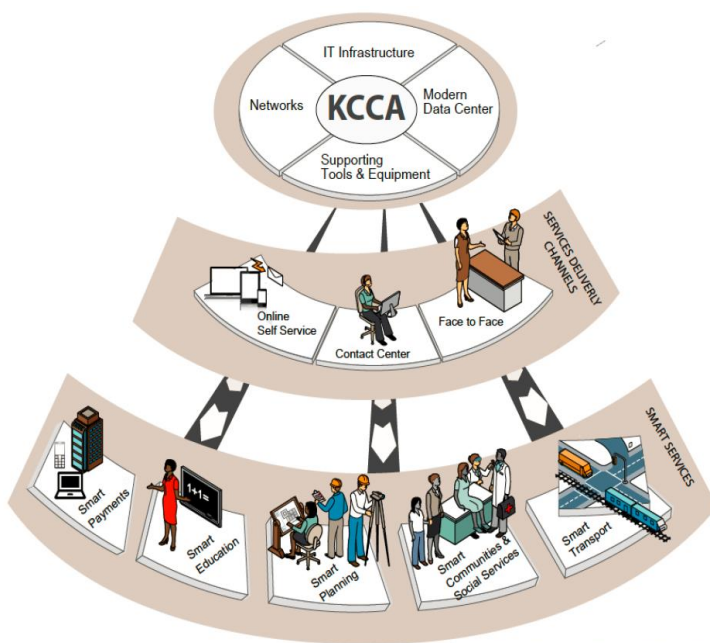 IT Infrastructure
Networks
KCCA
Modern
Data Center
Supporting
Tools & Equipment
SERVICES DELIVERLY
CHANNELS
Online
Self Service
Contact Center
Face to Face
SMART SERVICES
Smart
Payments
1+1=
Smart
Education
Smart
Planning
Smart
Communities &
Social Services
Smart
Transport